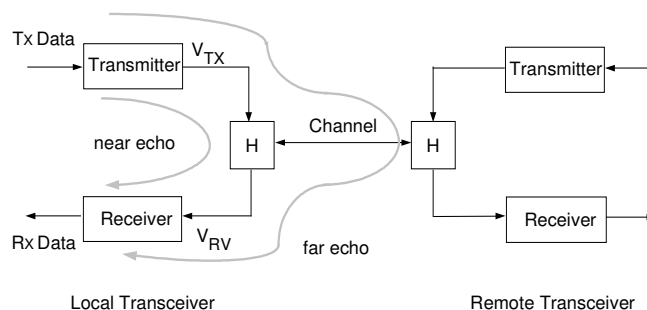 Tx Data
Transmitter
V_TX
Transmitter
near echo
H
Channel
H
Receiver
Receiver
Rx Data
V_RV
far echo
Local Transceiver
Remote Transceiver